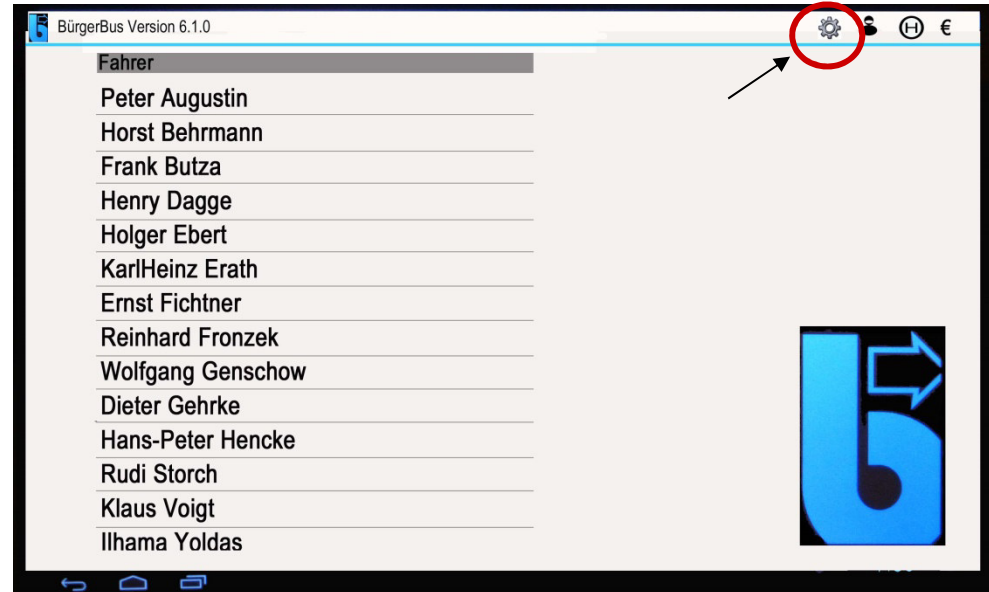 BürgerBus Version 6.1.0
H €
Fahrer
Peter Augustin
Horst Behrmann
Frank Butza
Henry Dagge
Holger Ebert
KarlHeinz Erath
Ernst Fichtner
Reinhard Fronzek
Wolfgang Genschow
Dieter Gehrke
Hans-Peter Hencke
Rudi Storch
Klaus Voigt
Ilhama Yoldas